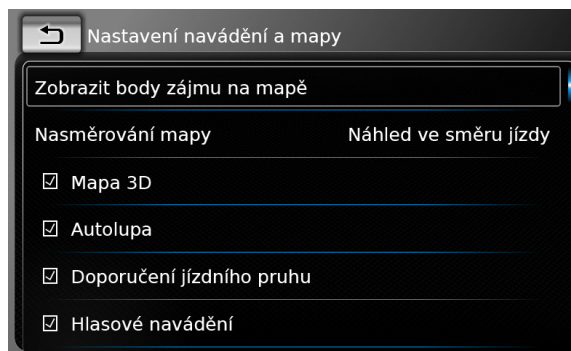 Nastavení navádění a mapy
Zobrazit body zájmu na mapě
Nasměrování mapy Náhled ve směru jízdy
Mapa 3D
Autolupa
Doporučení jízdního pruhu
Hlasové navádění